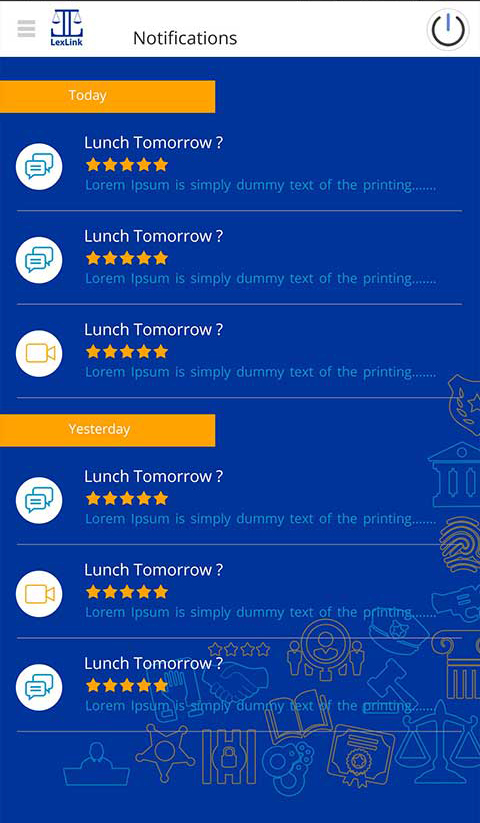 LexLink
Notifications
Today
Lunch Tomorrow ?
Lorem Ipsum is simply dummy text of the printing.......
Lunch Tomorrow ?
Lorem Ipsum is simply dummy text of the printing.......
Lunch Tomorrow ?
Lorem Ipsum is simply dummy text of the printing.......
Yesterday
Lunch Tomorrow ?
Lorem Ipsum is simply dummy text of the printing.......
Lunch Tomorrow ?
Lorem Ipsum is simply dummy text of the printing.......
Lunch Tomorrow ?
Lorem Ipsum is simply dummy text of the printing.......